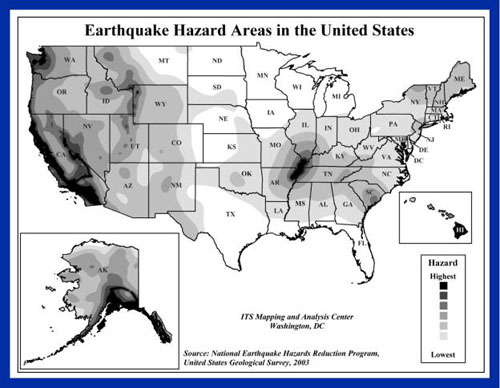 Earthquake Hazard Areas in the United States
WA
MT
ND
MN
ME
OR
ID
SD
WI
MI
NY
VT
NH
MA
CT
RI
WY
NE
IA
PA
NJ
NV
UT
CO
KS
MO
IL
IN
OH
WV
DE
DC
CA
KY
VA
AZ
NM
OK
AR
TN
NC
SC
TX
LA
MS
AL
GA
FL
HI
AK
Hazard
Highest
Lowest
ITS Mapping and Analysis Center
Washington, DC
Source: National Earthquake Hazards Reduction Program,
United States Geological Survey, 2003